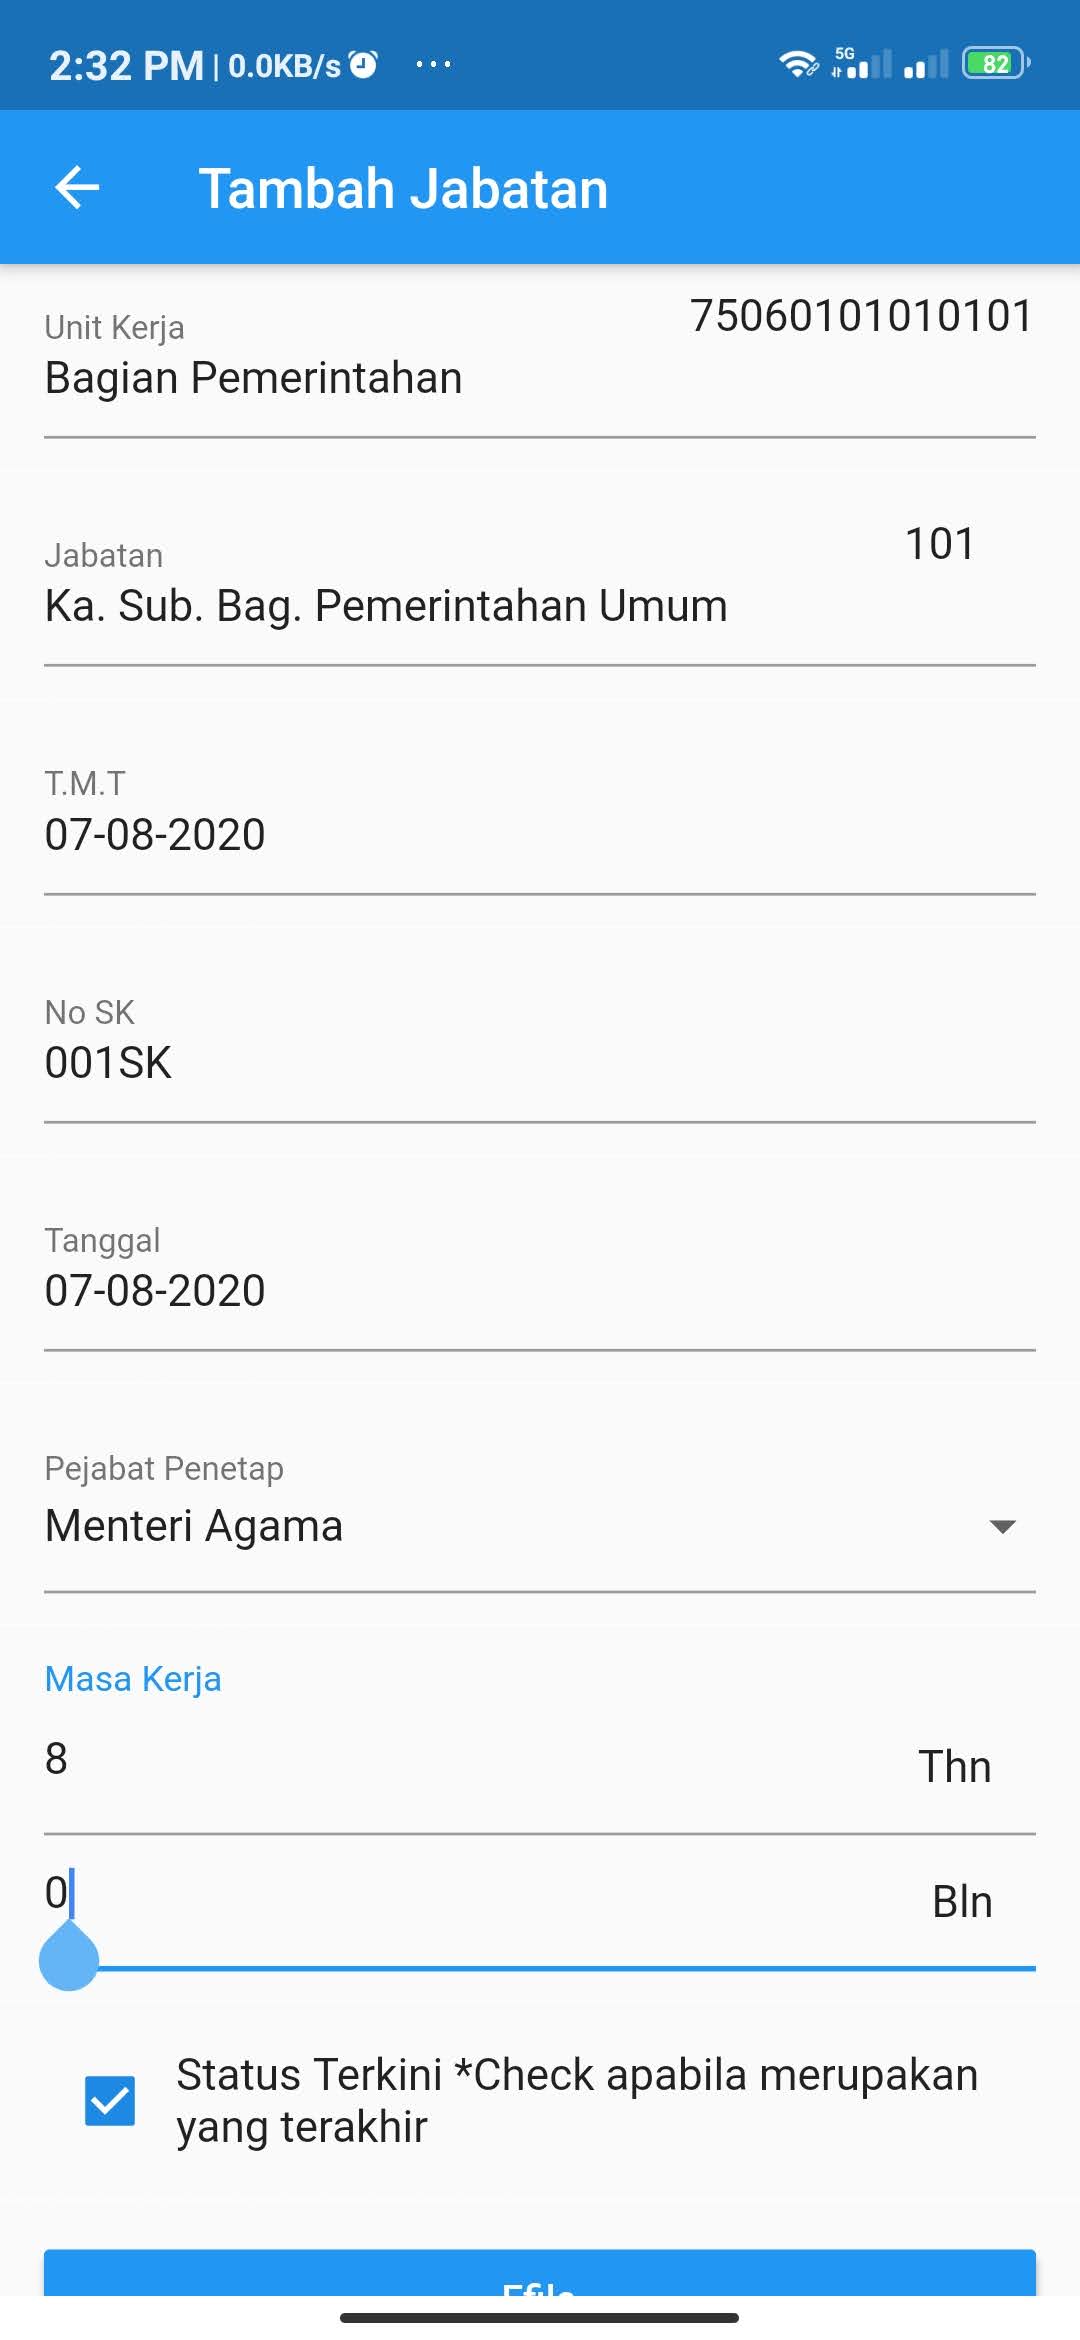 2:32 PM | 0.0KB/s ...
5G
82
Tambah Jabatan
Unit Kerja
75060101010101
Bagian Pemerintahan
Jabatan
101
Ka. Sub. Bag. Pemerintahan Umum
T.M.T
07-08-2020
No SK
001SK
Tanggal
07-08-2020
Pejabat Penetap
Menteri Agama
Masa Kerja
8 Thn
0 Bln
Status Terkini *Check apabila merupakan
yang terakhir
Efile